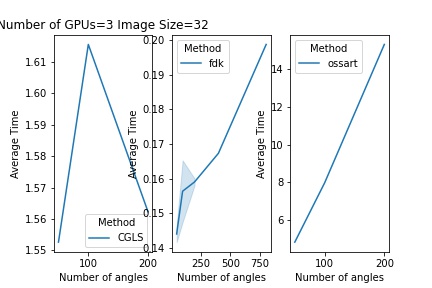 Number of GPUs=3 Image Size=32
Average Time
1.61
1.60
1.59
1.58
1.57
1.56
1.55
100
200
Number of angles
Method
CGLS
Average Time
0.20
0.19
0.18
0.17
0.16
0.15
0.14
250
500
750
Number of angles
Method
fdk
Average Time
14
12
10
8
6
100
200
Number of angles
Method
ossart